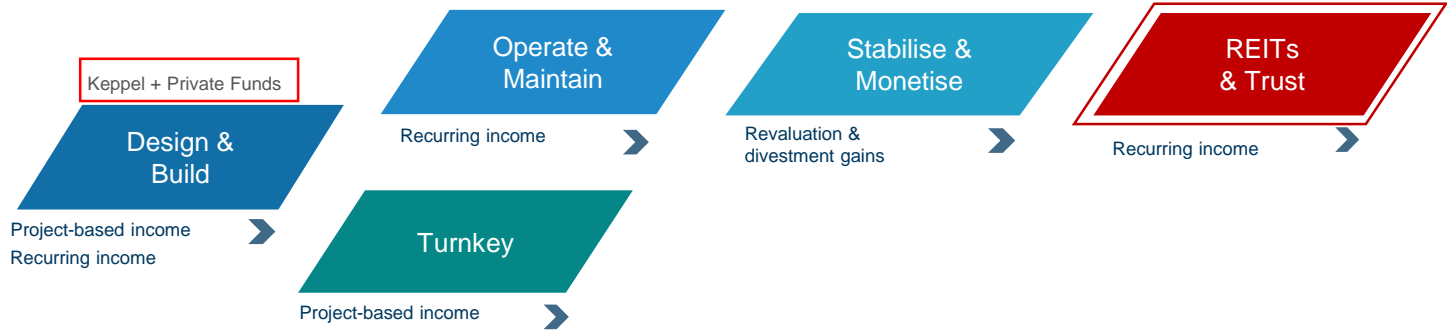 Keppel + Private Funds
Design &
Build
Project-based income
Recurring income
Operate &
Maintain
Recurring income
Turnkey
Project-based income
Stabilise &
Monetise
Revaluation &
divestment gains
REITs
& Trust
Recurring income